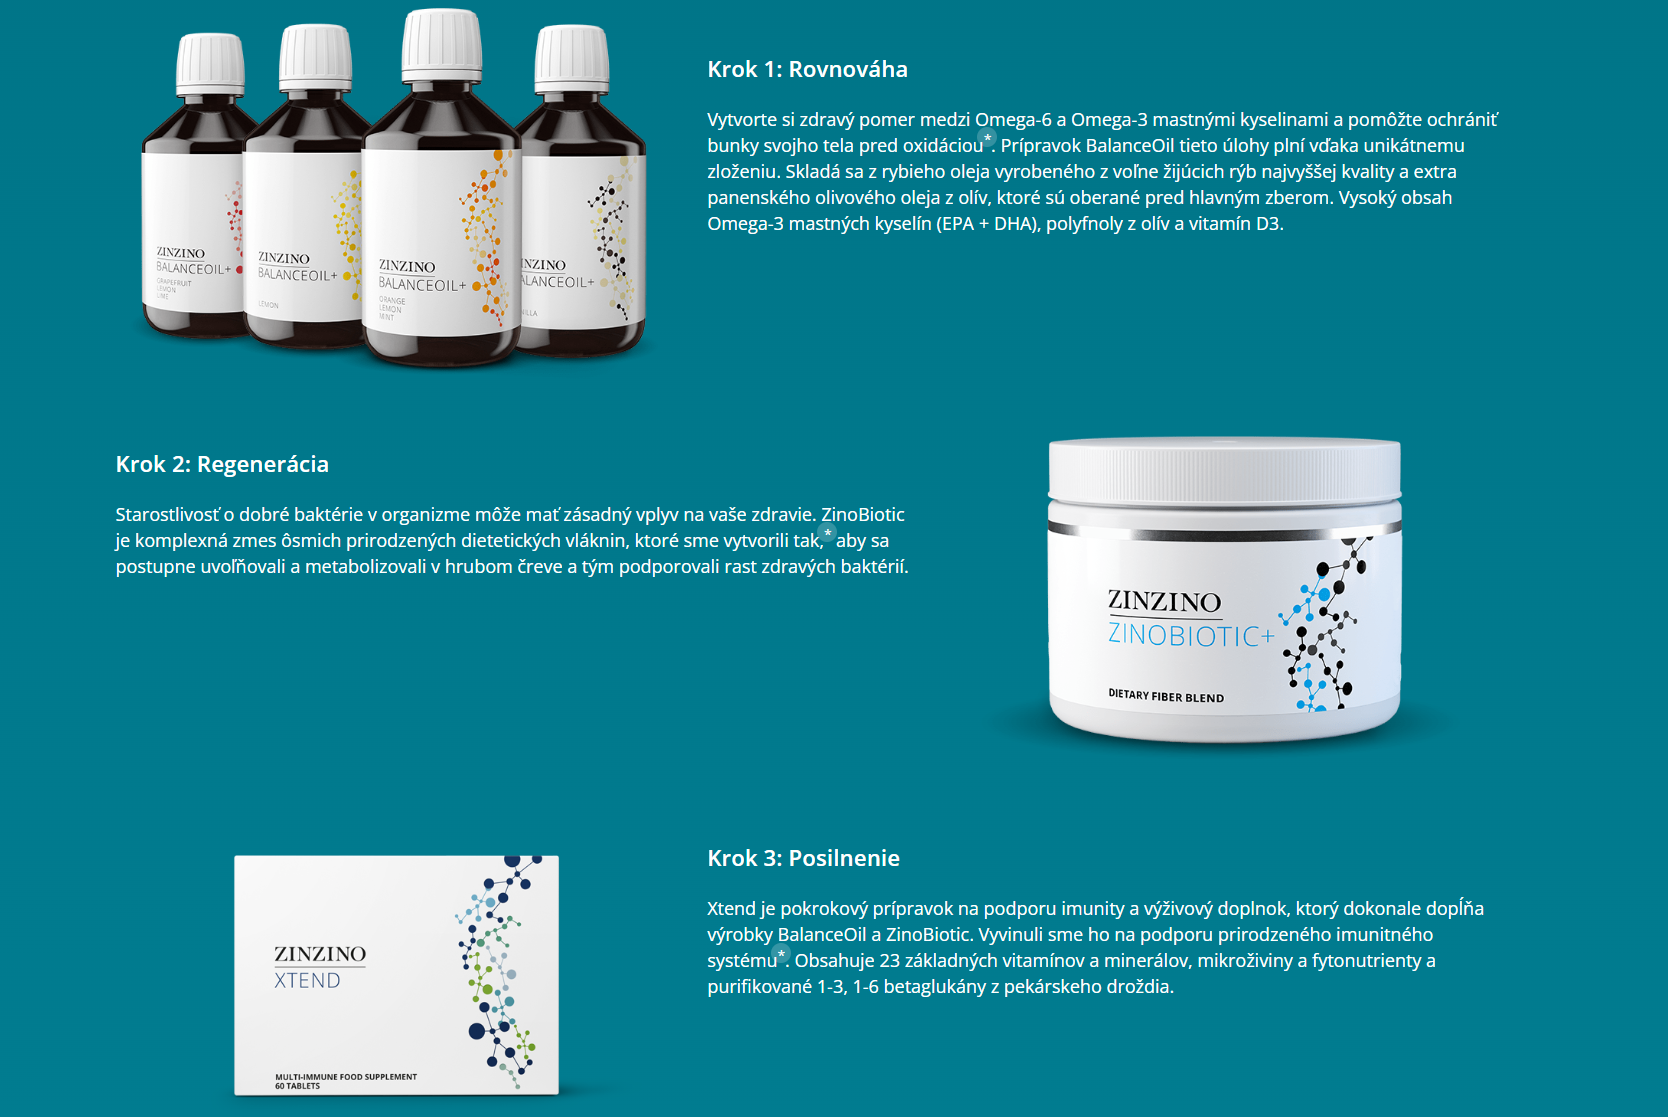 Krok 1: Rovnováha
Vytvorte si zdravý pomer medzi Omega-6 a Omega-3 mastnými kyselinami a pomôžte ochrániť
bunky svojho tela pred oxidáciou*. Prípravok BalanceOil tieto úlohy plní vďaka unikátnemu
zloženiu. Skladá sa z rybieho oleja vyrobeného z voľne žijúcich rýb najvyššej kvality a extra
panenského olivového oleja z olív, ktoré sú oberané pred hlavným zberom. Vysoký obsah
Omega-3 mastných kyselín (EPA + DHA), polyfnoly z olív a vitamín D3.
ZINZINO
BALANCEOIL+
GRAPEFRUIT
LEMON
LIME
ZINZINO
BALANCEOIL+
LEMON
ZINZINO
BALANCEOIL+
ORANGE
LEMON
MINT
INZINO
ALANCEOIL+
NILLA
Krok 2: Regenerácia
Starostlivosť o dobré baktérie v organizme môže mať zásadný vplyv na vaše zdravie. ZinoBiotic
je komplexná zmes ôsmich prirodzených dietetických vláknin, ktoré sme vytvorili tak,* aby sa
postupne uvoľňovali a metabolizovali v hrubom čreve a tým podporovali rast zdravých baktérií.
ZINZINO
ZINOBIOTIC+
DIETARY FIBER BLEND
Krok 3: Posilnenie
Xtend je pokrokový prípravok na podporu imunity a výživový doplnok, ktorý dokonale dopĺňa
výrobky BalanceOil a ZinoBiotic. Vyvinuli sme ho na podporu prirodzeného imunitného
systému*. Obsahuje 23 základných vitamínov a minerálov, mikroživiny a fytonutrienty a
purifikované 1-3, 1-6 betaglukány z pekárskeho droždia.
ZINZINO
XTEND
MULTI-IMMUNE FOOD SUPPLEMENT
60 TABLETS